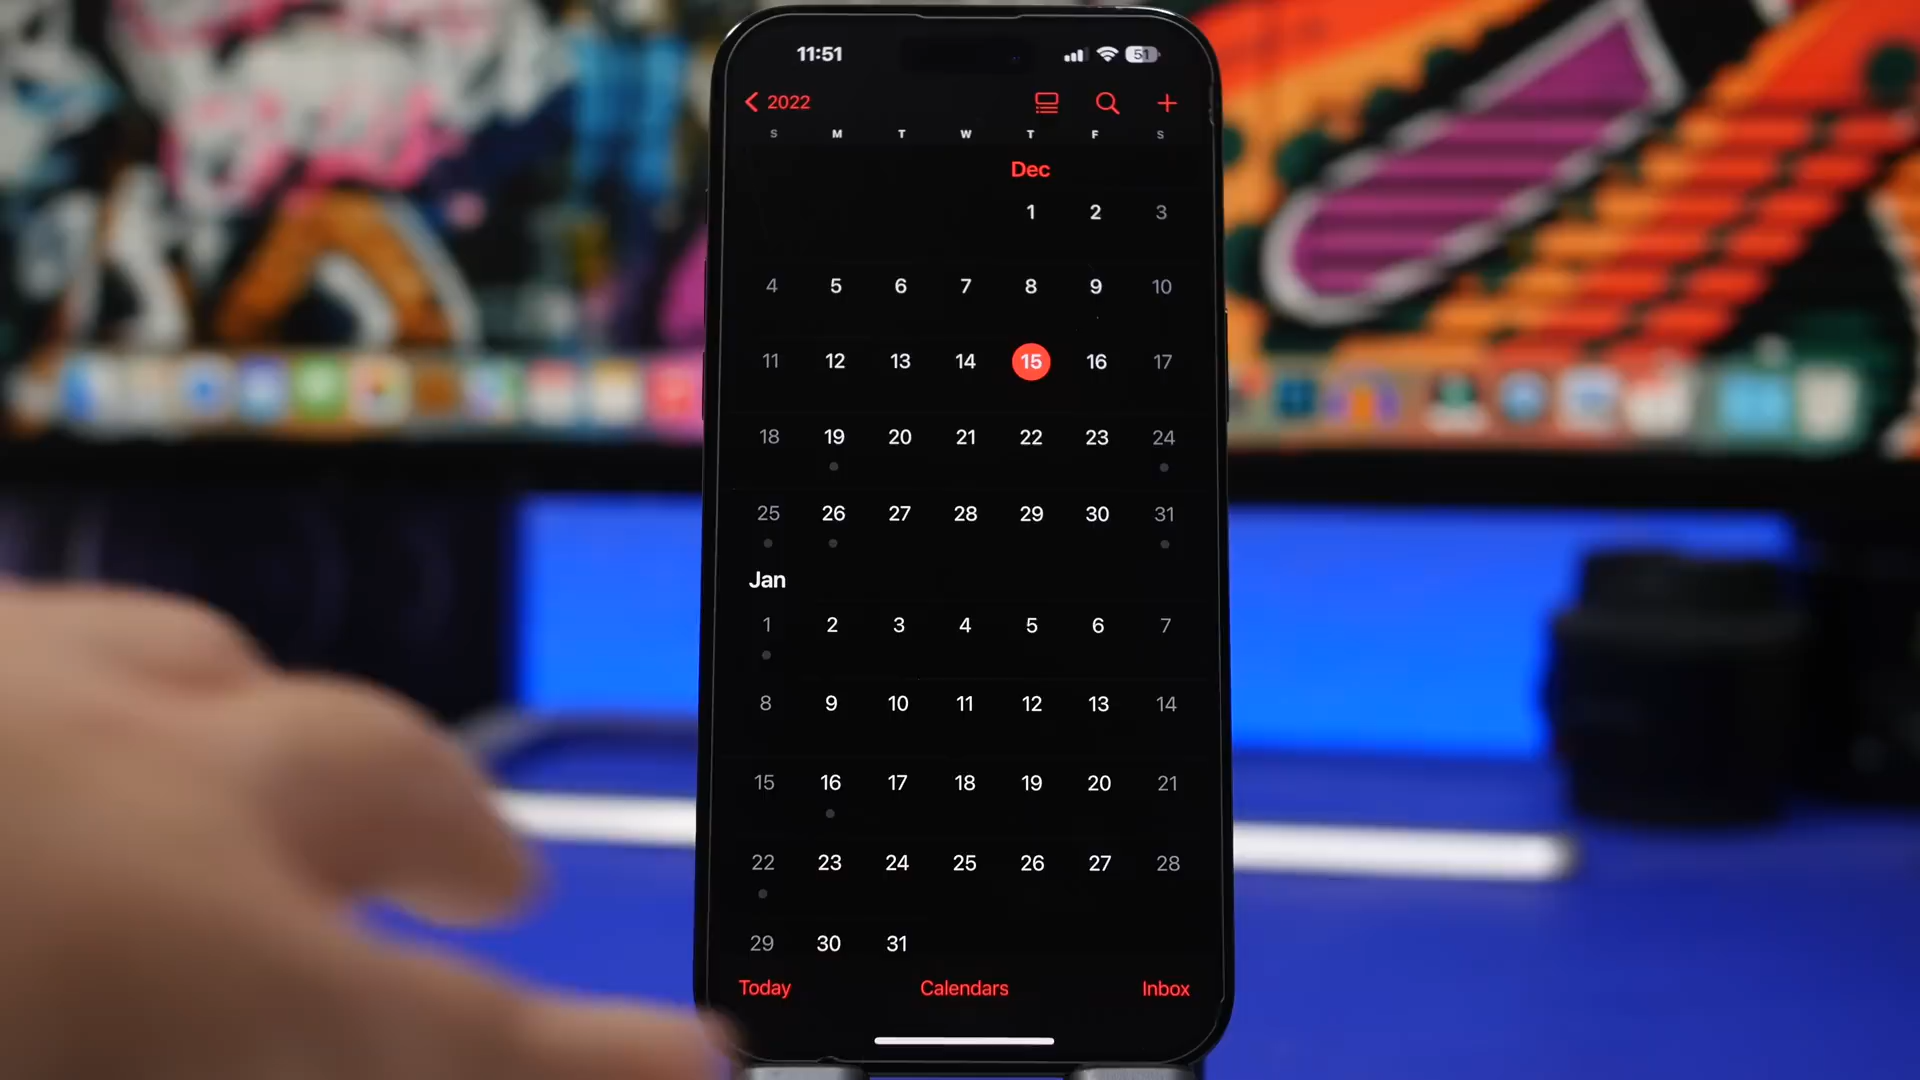 11:51 51
2022
S M T W T F S
Dec
1 2 3
4 5 6 7 8 9 10
11 12 13 14 15 16 17
18 19 20 21 22 23 24
25 26 27 28 29 30 31
Jan
1 2 3 4 5 6 7
8 9 10 11 12 13 14
15 16 17 18 19 20 21
22 23 24 25 26 27 28
29 30 31
Today Calendars Inbox